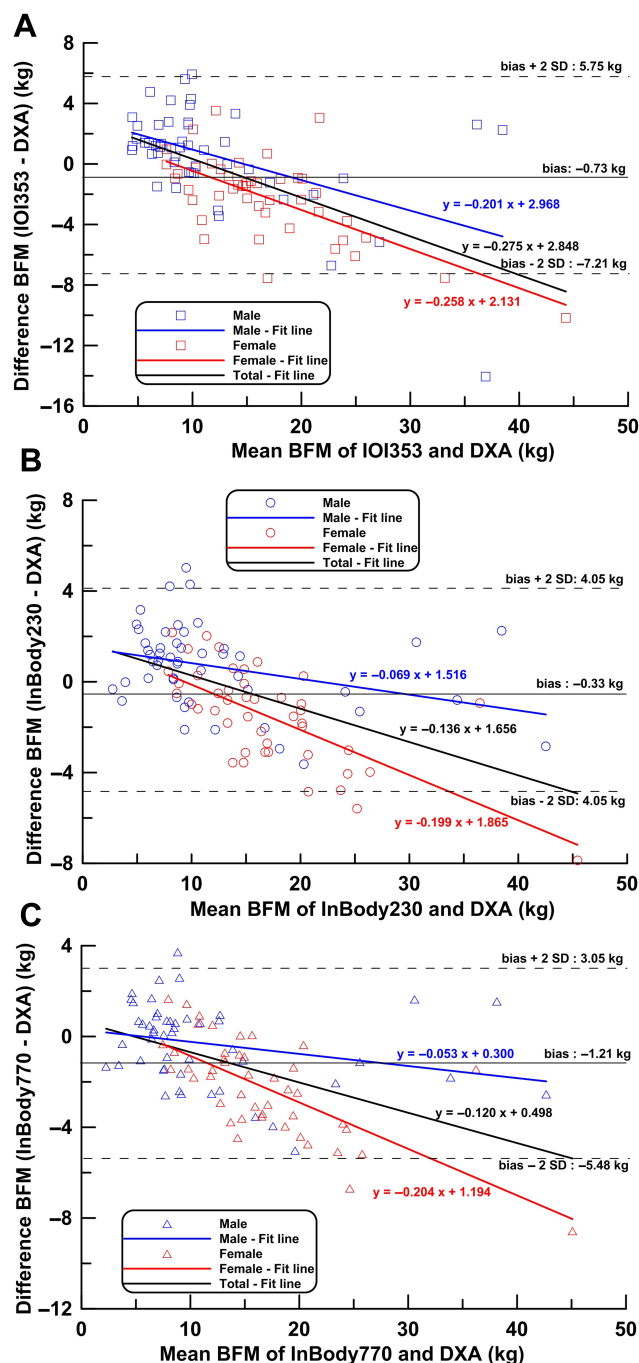 A
8
bias + 2 SD : 5.75 kg
4
0
bias: −0.73 kg
y = −0.201 x + 2.968
−4
y = −0.275 x + 2.848
bias - 2 SD : −7.21 kg
−8
y = −0.258 x + 2.131
Male
Male - Fit line
Female
Female - Fit line
Total - Fit line
−12
−16
0 10 20 30 40 50
Difference BFM (IOI353 - DXA) (kg)
Mean BFM of IOI353 and DXA (kg)
B
8
Male
Male - Fit line
Female
Female - Fit line
Total - Fit line
bias + 2 SD: 4.05 kg
4
bias : −0.33 kg
0
y = −0.069 x + 1.516
y = −0.136 x + 1.656
−4
bias - 2 SD: 4.05 kg
y = -0.199 x + 1.865
−8
0 10 20 30 40 50
Difference BFM (InBody230 - DXA) (kg)
Mean BFM of InBody230 and DXA (kg)
C
4
bias + 2 SD : 3.05 kg
0
y = −0.053 x + 0.300
bias : −1.21 kg
y = −0.120 x + 0.498
−4
bias − 2 SD : −5.48 kg
y = −0.204 x + 1.194
−8
Male
Male - Fit line
Female
Female - Fit line
Total - Fit line
−12
0 10 20 30 40 50
Difference BFM (InBody770 - DXA) (kg)
Mean BFM of InBody770 and DXA (kg)